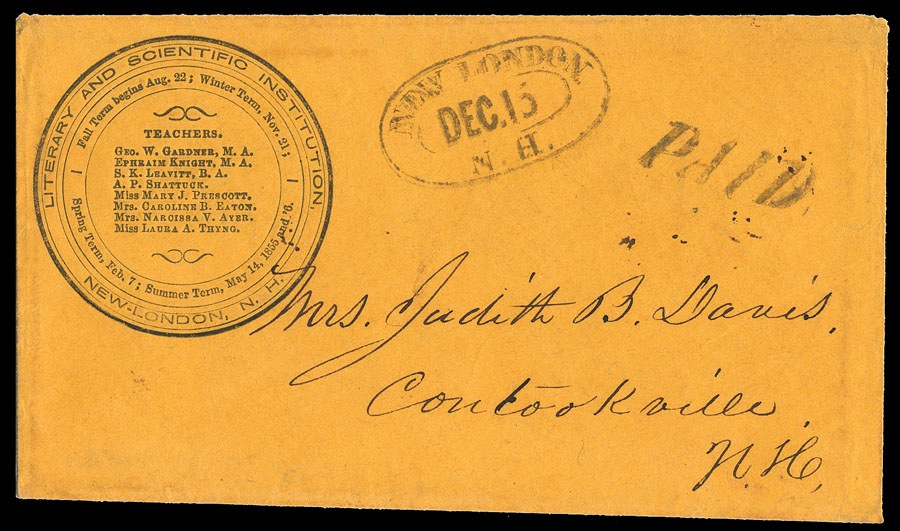 LITERARY AND SCIENTIFIC INSTITUTION,
NEW-LONDON, N. H.
Fall Term begins Aug. 22; Winter Term, Nov. 21;
Spring Term, Feb. 7; Summer Term, May 14, 1855 and '6.
TEACHERS.
GEO. W. GARDNER, M. A.
EPHRAIM KNIGHT, M. A.
S. K. LEAVITT, B. A.
A. P. SHATTUCK.
MISS MARY J. PRESCOTT.
MRS. CAROLINE B. EATON.
MRS. NARCISSA V. AYER.
MISS LAURA A. THYNG.
NEW LONDON
DEC. 15
N. H.
PAID
Mrs. Judith B. Davis,
Contookville
N.H,